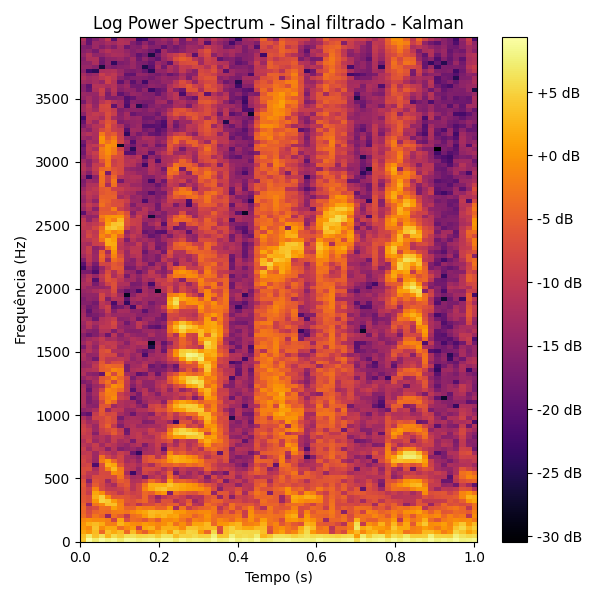 Log Power Spectrum - Sinal filtrado - Kalman
Frequência (Hz)
3500
3000
2500
2000
1500
1000
500
0
0.0
0.2
0.4
0.6
0.8
1.0
Tempo (s)
+5 dB
+0 dB
-5 dB
-10 dB
-15 dB
-20 dB
-25 dB
-30 dB